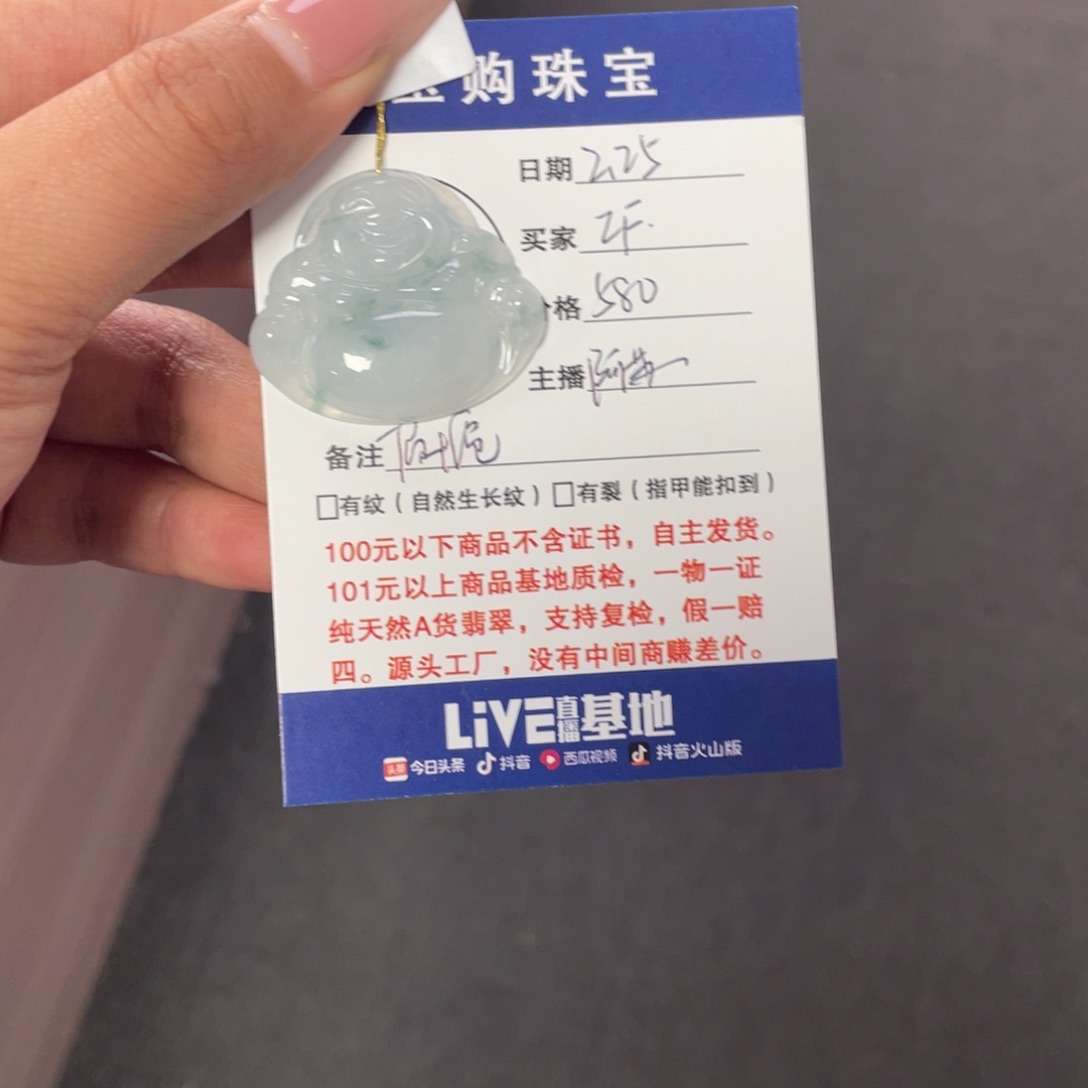 购珠宝
日期 2.25
买家
格 580
主播
备注
□有纹（自然生长纹）□有裂（指甲能扣到）
100元以下商品不含证书，自主发货。
101元以上商品基地质检，一物一证
纯天然A货翡翠，支持复检，假一赔
四。源头工厂，没有中间商赚差价。
LiVE直播基地
头条 今日头条 抖音 西瓜视频 抖音火山版